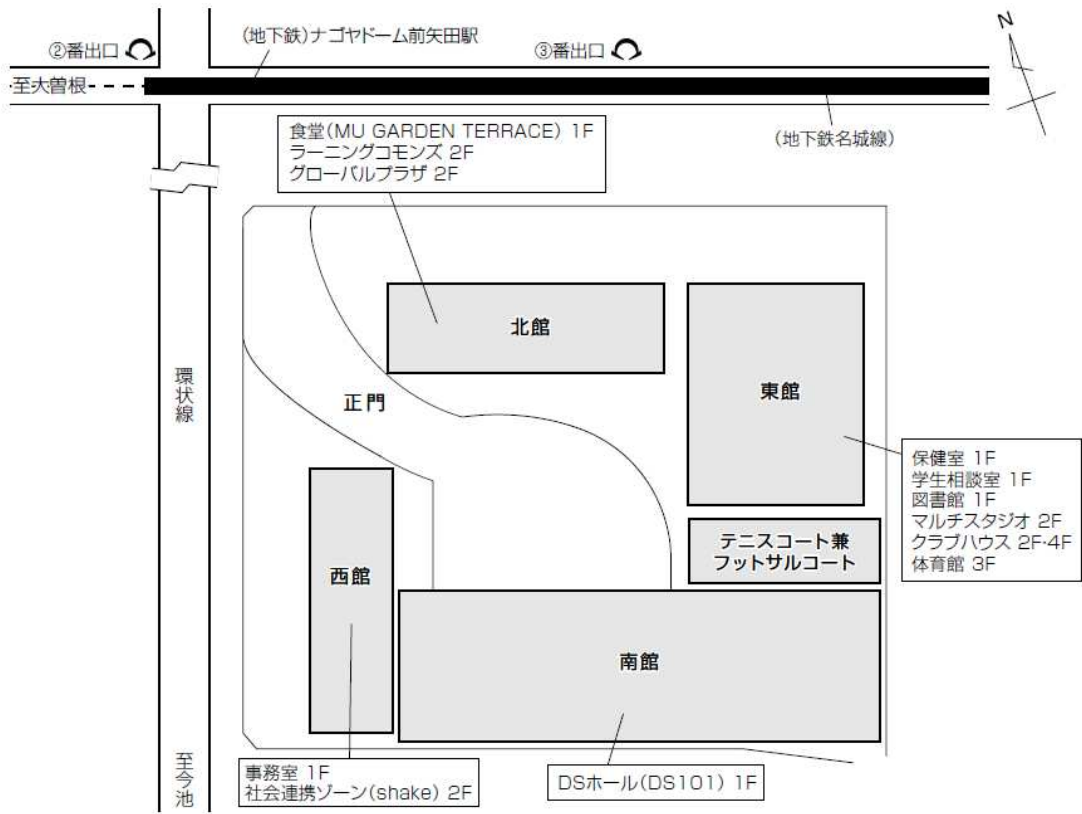 N
②番出口
(地下鉄)ナゴヤドーム前矢田駅
③番出口
至大曽根
(地下鉄名城線)
食堂(MU GARDEN TERRACE) 1F
ラーニングコモンズ 2F
グローバルプラザ 2F
北館
東館
環状線
正門
保健室 1F
学生相談室 1F
図書館 1F
マルチスタジオ 2F
クラブハウス 2F・4F
体育館 3F
テニスコート兼
フットサルコート
西館
南館
至今池
事務室 1F
社会連携ゾーン(shake) 2F
DSホール(DS101) 1F